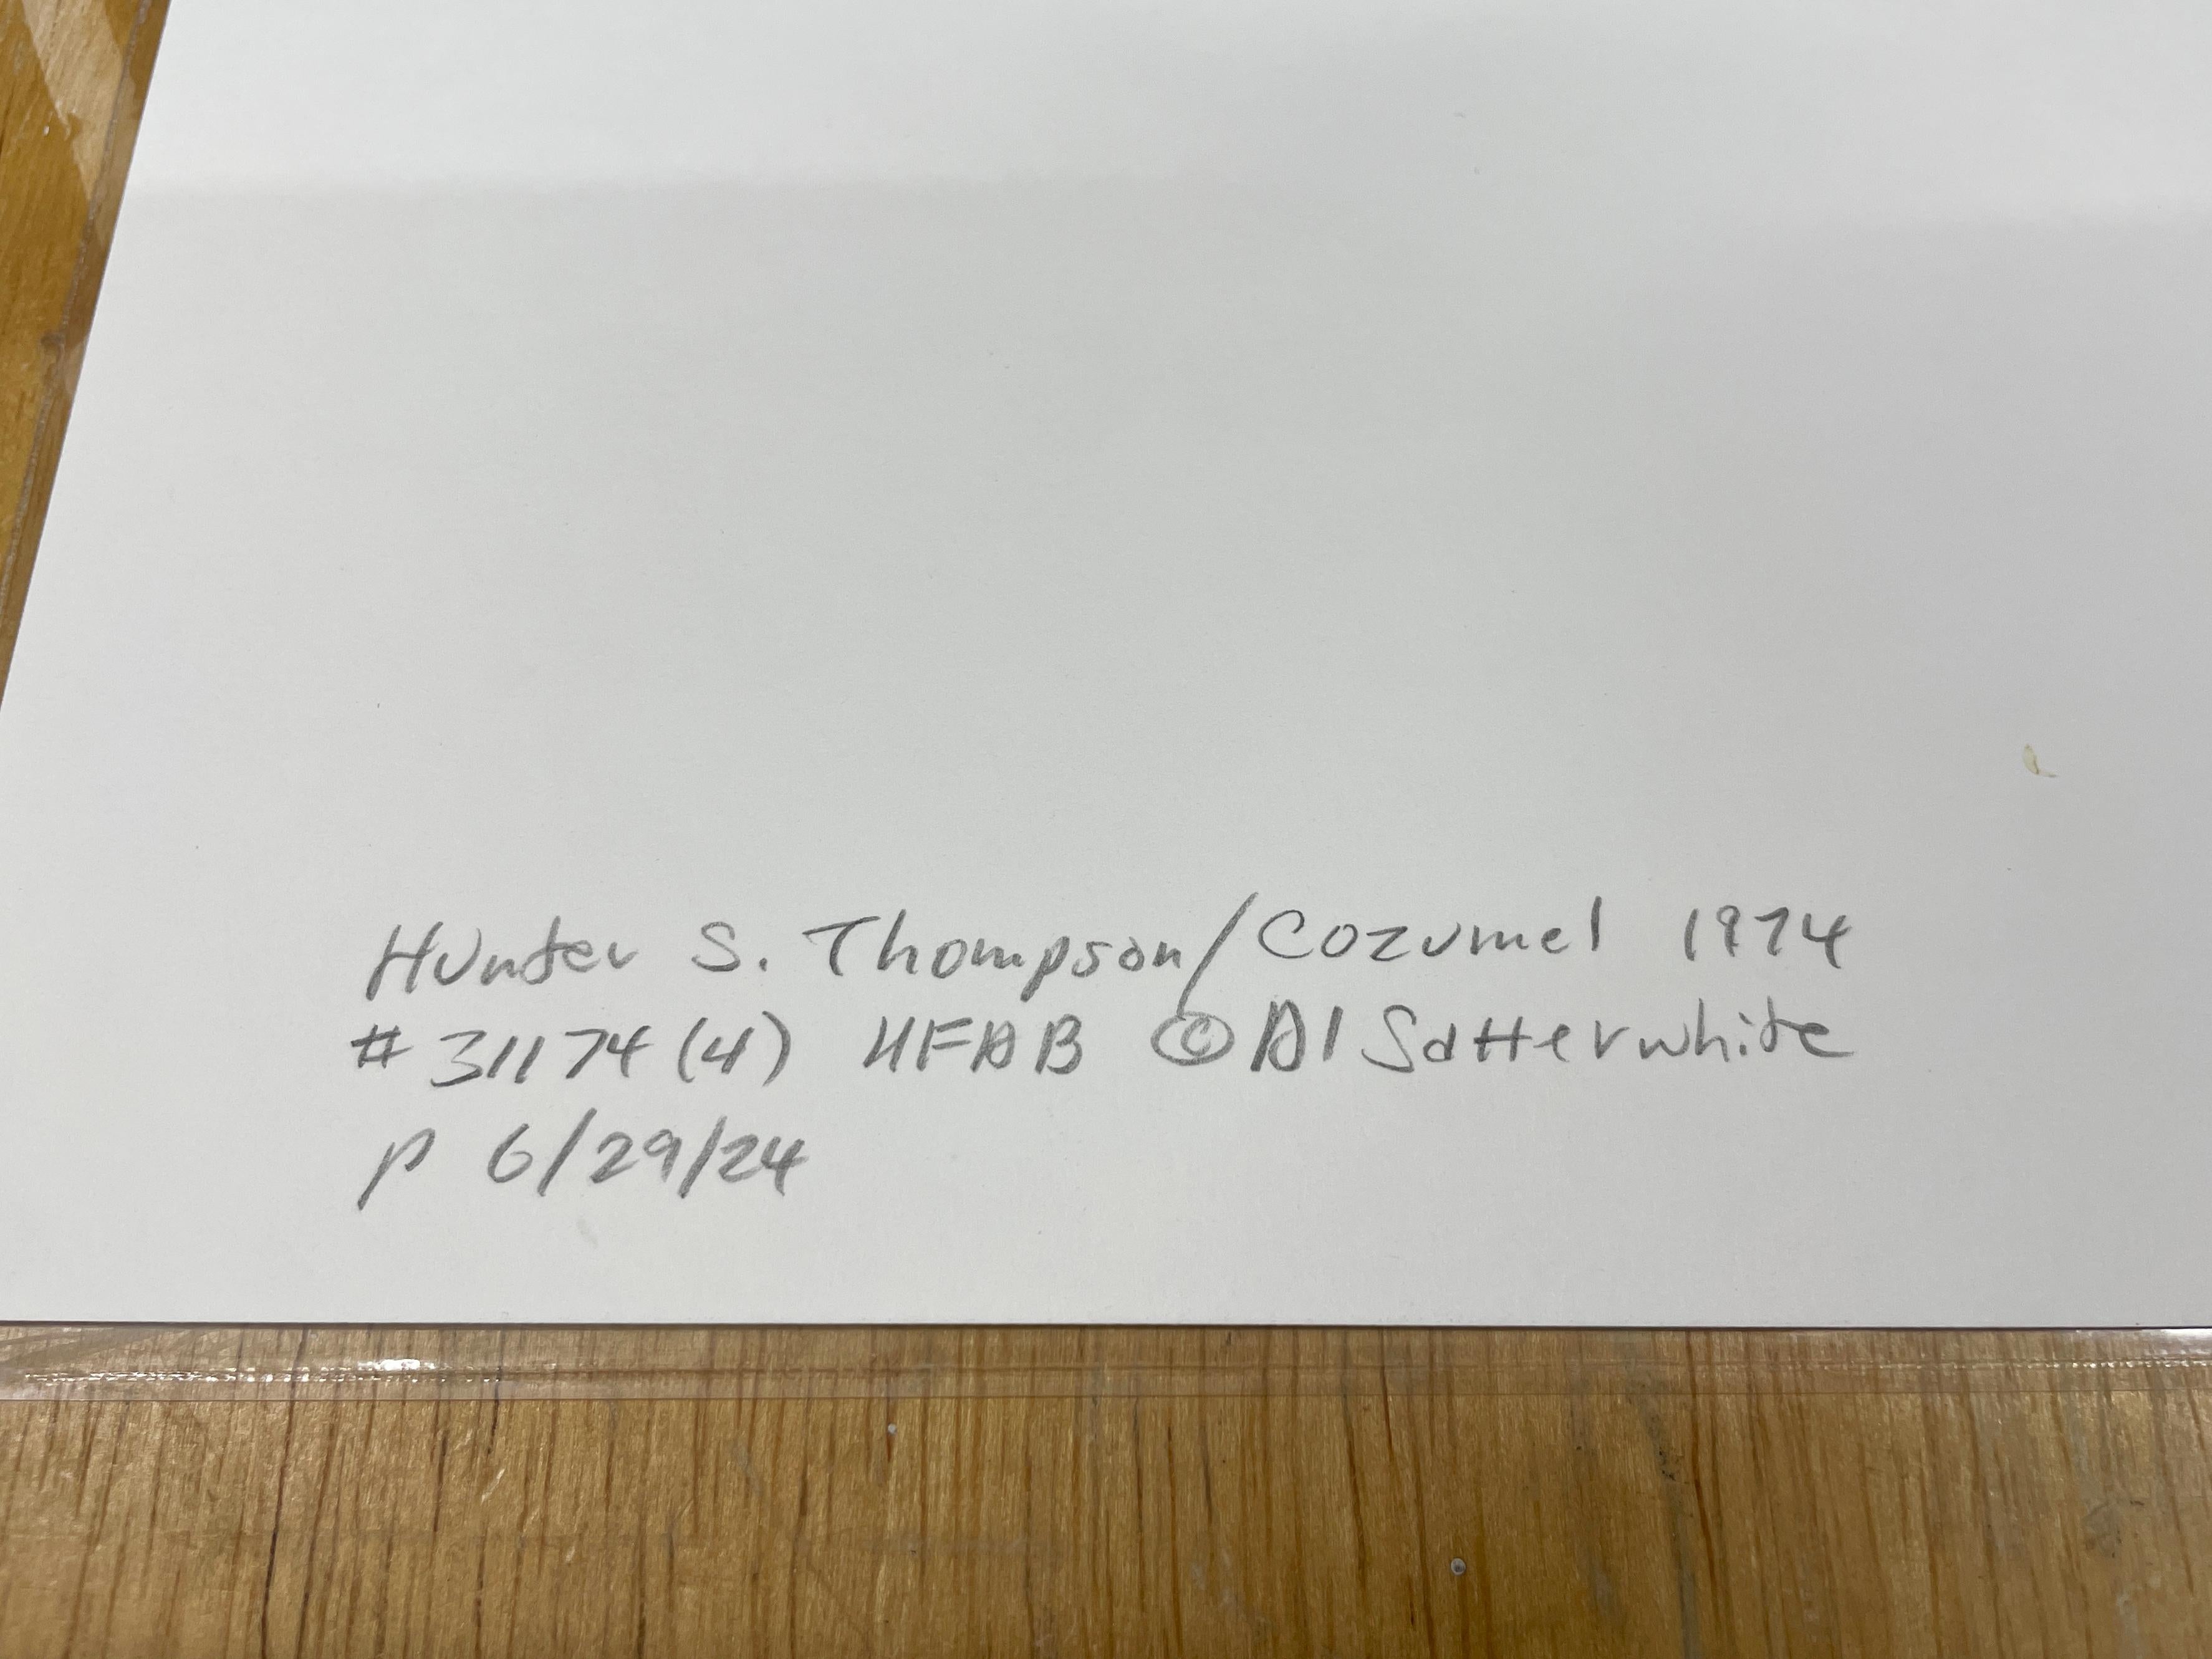 Hunter S. Thompson/Cozumel 1974
#31174(4) HFAB © Al Satterwhite
p 6/29/24